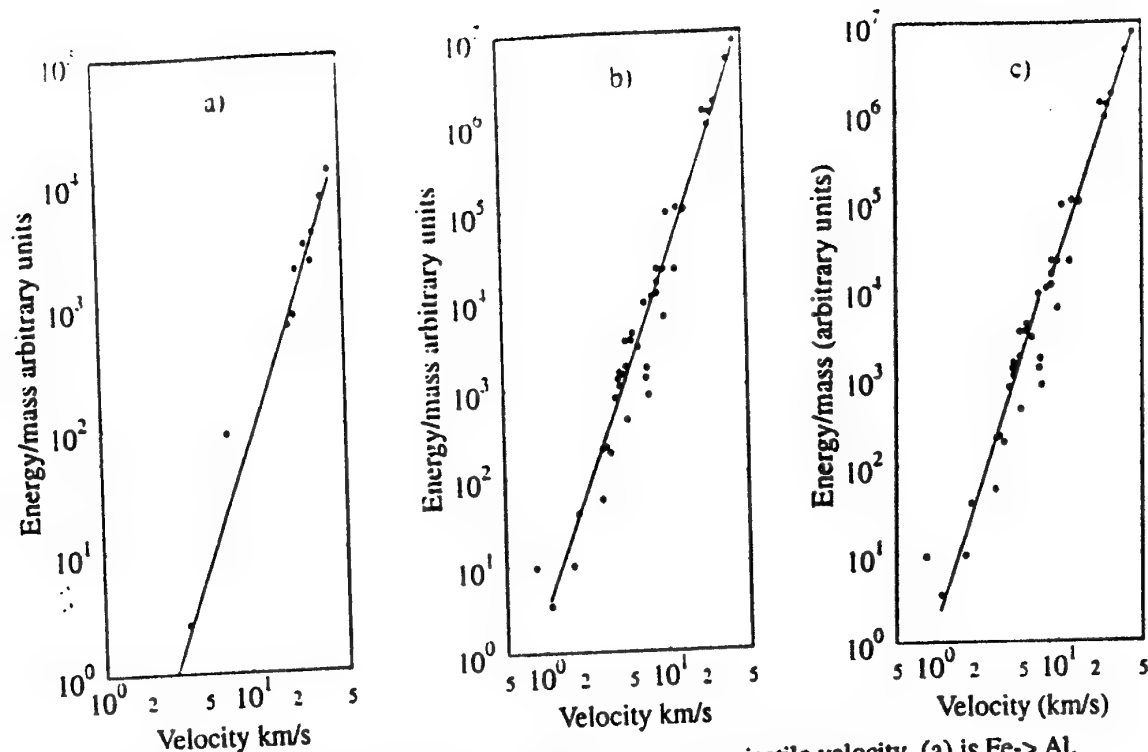 a)
10⁵
10⁴
10³
10²
10¹
10⁰
Energy/mass arbitrary units
10⁰ 2 5 10¹ 2 5
Velocity km/s
b)
10⁷
10⁶
10⁵
10⁴
10³
10²
10¹
10⁰
Energy/mass arbitrary units
5 10⁰ 2 5 10¹ 2 5
Velocity km/s
c)
10⁷
10⁶
10⁵
10⁴
10³
10²
10¹
10⁰
Energy/mass (arbitrary units)
5 10⁰ 2 5 10¹ 2 5
Velocity (km/s)
velocity. (a) is Fe-> Al.